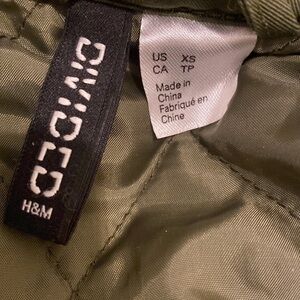 DIVIDED
H&M
US XS
CA TP
Made in
China
Fabriqué en
Chine